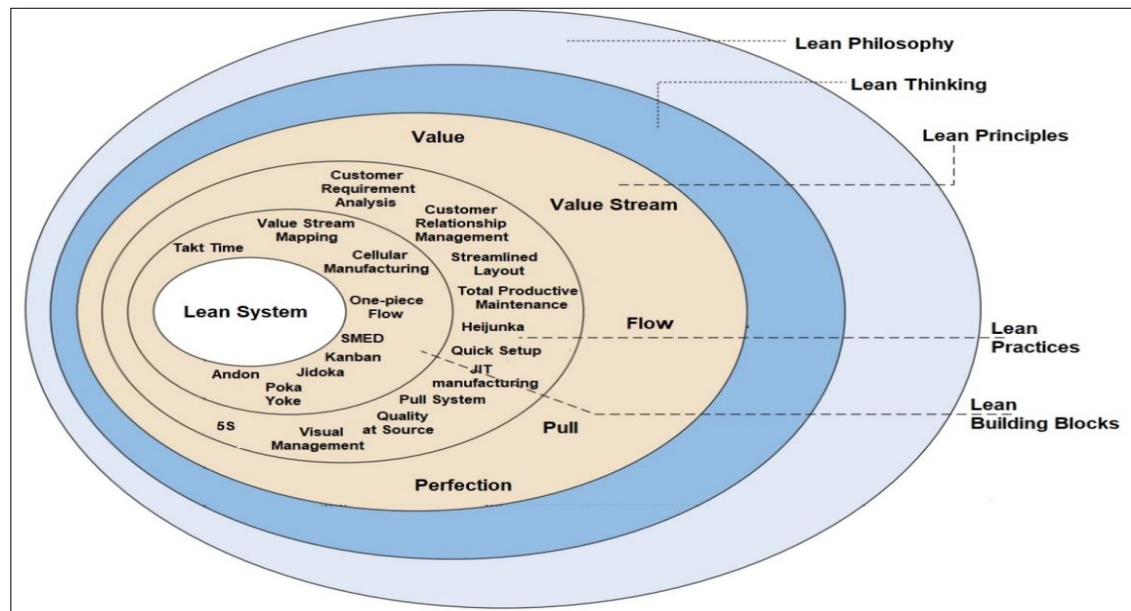 Lean Philosophy
Lean Thinking
Lean Principles
Value
Customer
Requirement
Analysis
Customer
Relationship
Management
Value Stream
Value Stream
Mapping
Takt Time
Cellular
Manufacturing
Streamlined
Layout
Total Productive
Maintenance
One-piece
Flow
Lean System
Heijunka
Flow
SMED
Lean
Practices
Quick Setup
Kanban
JIT
manufacturing
Jidoka
Andon
Poka
Yoke
Pull System
Lean
Building Blocks
Quality
at Source
5S
Visual
Management
Pull
Perfection